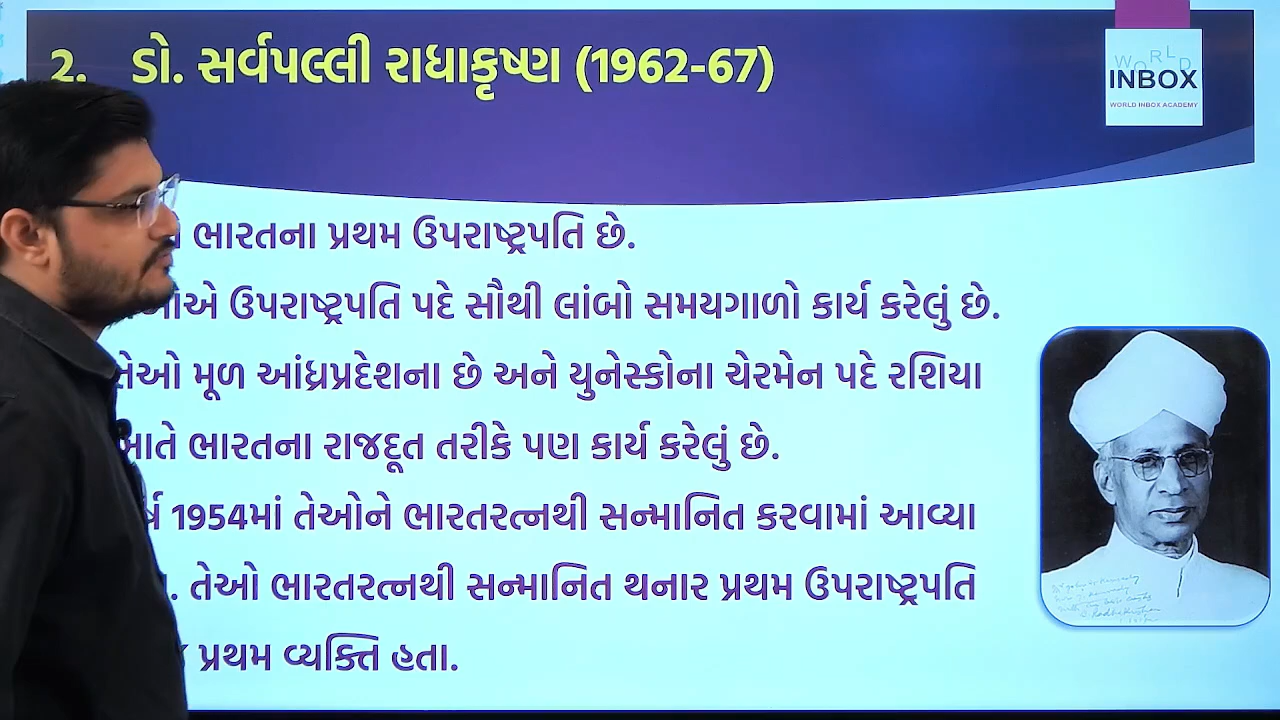 2. ડો. સર્વપલ્લી રાધાકૃષ્ણ (1962-67)
WORLD
INBOX
WORLD INBOX ACADEMY
ભારતના પ્રથમ ઉપરાષ્ટ્રપતિ છે.
ઉપરાષ્ટ્રપતિ પદે સૌથી લાંબો સમયગાળો કાર્ય કરેલું છે.
તેઓ મૂળ આંધ્રપ્રદેશના છે અને યુનેસ્કોના ચેરમેન પદે રશિયા
ભારતના રાજદૂત તરીકે પણ કાર્ય કરેલું છે.
1954માં તેઓને ભારતરત્નથી સન્માનિત કરવામાં આવ્યા
તેઓ ભારતરત્નથી સન્માનિત થનાર પ્રથમ ઉપરાષ્ટ્રપતિ
પ્રથમ વ્યક્તિ હતા.